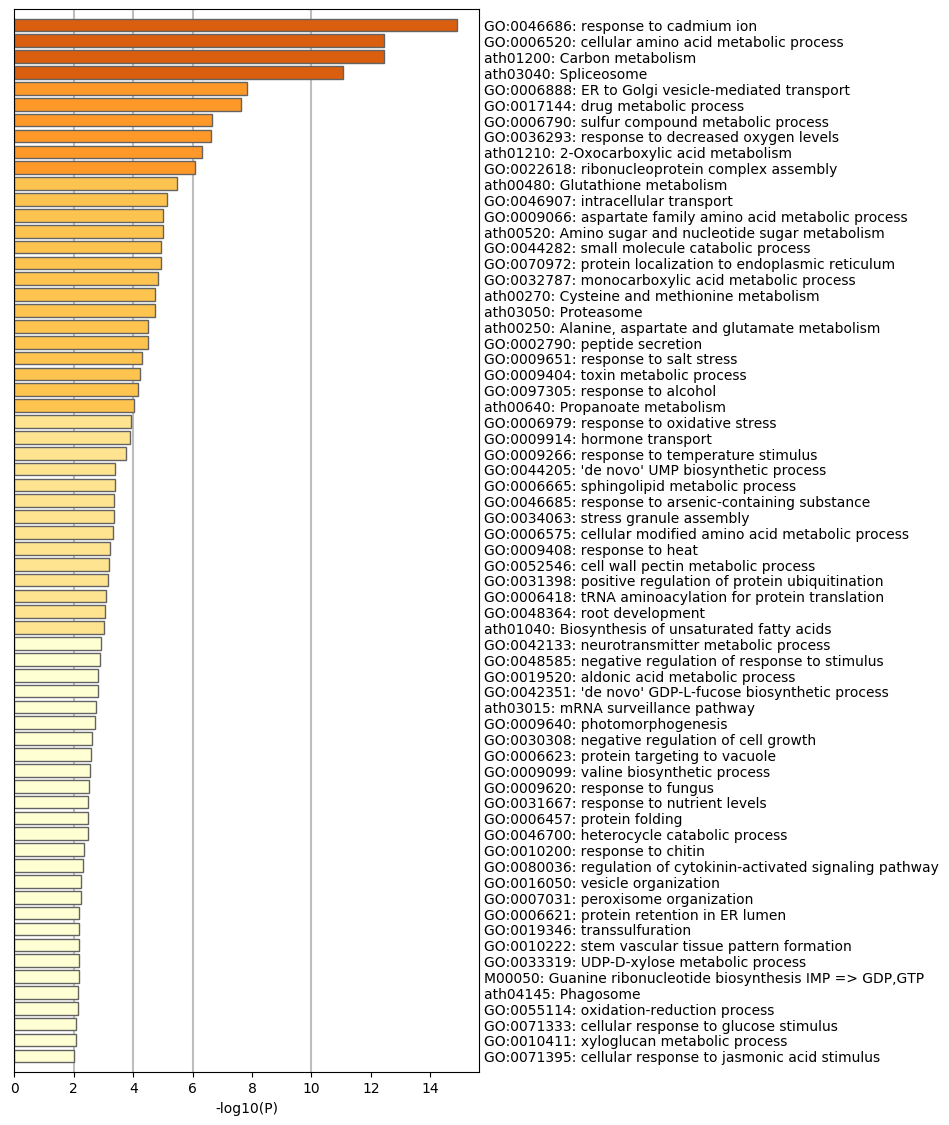 GO:0046686: response to cadmium ion
GO:0006520: cellular amino acid metabolic process
ath01200: Carbon metabolism
ath03040: Spliceosome
GO:0006888: ER to Golgi vesicle-mediated transport
GO:0017144: drug metabolic process
GO:0006790: sulfur compound metabolic process
GO:0036293: response to decreased oxygen levels
ath01210: 2-Oxocarboxylic acid metabolism
GO:0022618: ribonucleoprotein complex assembly
ath00480: Glutathione metabolism
GO:0046907: intracellular transport
GO:0009066: aspartate family amino acid metabolic process
ath00520: Amino sugar and nucleotide sugar metabolism
GO:0044282: small molecule catabolic process
GO:0070972: protein localization to endoplasmic reticulum
GO:0032787: monocarboxylic acid metabolic process
ath00270: Cysteine and methionine metabolism
ath03050: Proteasome
ath00250: Alanine, aspartate and glutamate metabolism
GO:0002790: peptide secretion
GO:0009651: response to salt stress
GO:0009404: toxin metabolic process
GO:0097305: response to alcohol
ath00640: Propanoate metabolism
GO:0006979: response to oxidative stress
GO:0009914: hormone transport
GO:0009266: response to temperature stimulus
GO:0044205: 'de novo' UMP biosynthetic process
GO:0006665: sphingolipid metabolic process
GO:0046685: response to arsenic-containing substance
GO:0034063: stress granule assembly
GO:0006575: cellular modified amino acid metabolic process
GO:0009408: response to heat
GO:0052546: cell wall pectin metabolic process
GO:0031398: positive regulation of protein ubiquitination
GO:0006418: tRNA aminoacylation for protein translation
GO:0048364: root development
ath01040: Biosynthesis of unsaturated fatty acids
GO:0042133: neurotransmitter metabolic process
GO:0048585: negative regulation of response to stimulus
GO:0019520: aldonic acid metabolic process
GO:0042351: 'de novo' GDP-L-fucose biosynthetic process
ath03015: mRNA surveillance pathway
GO:0009640: photomorphogenesis
GO:0030308: negative regulation of cell growth
GO:0006623: protein targeting to vacuole
GO:0009099: valine biosynthetic process
GO:0009620: response to fungus
GO:0031667: response to nutrient levels
GO:0006457: protein folding
GO:0046700: heterocycle catabolic process
GO:0010200: response to chitin
GO:0080036: regulation of cytokinin-activated signaling pathway
GO:0016050: vesicle organization
GO:0007031: peroxisome organization
GO:0006621: protein retention in ER lumen
GO:0019346: transsulfuration
GO:0010222: stem vascular tissue pattern formation
GO:0033319: UDP-D-xylose metabolic process
M00050: Guanine ribonucleotide biosynthesis IMP => GDP,GTP
ath04145: Phagosome
GO:0055114: oxidation-reduction process
GO:0071333: cellular response to glucose stimulus
GO:0010411: xyloglucan metabolic process
GO:0071395: cellular response to jasmonic acid stimulus
0 2 4 6 8 10 12 14
-log10(P)